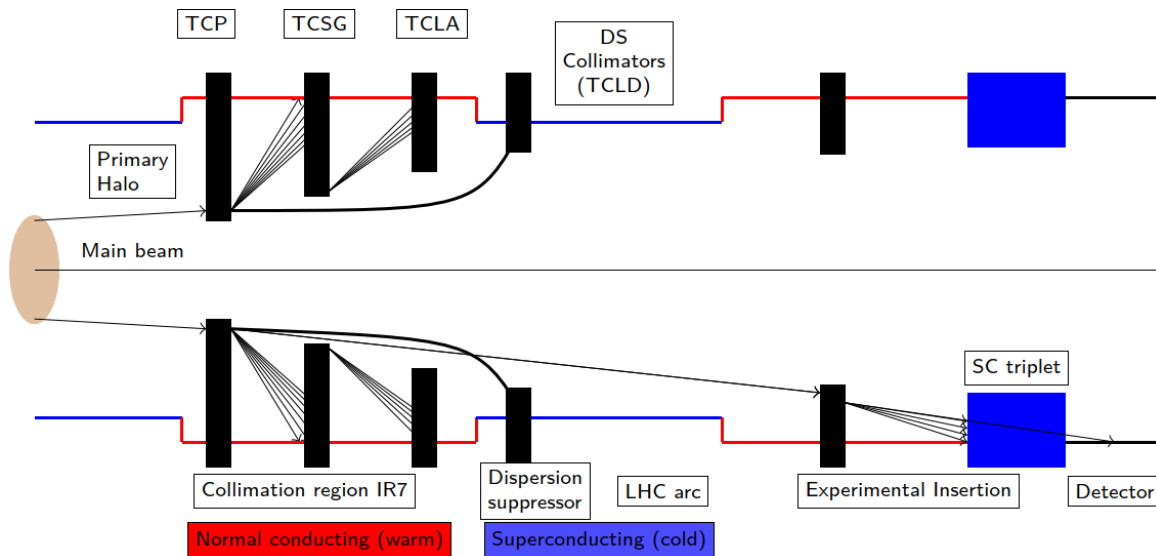 TCP
TCSG
TCLA
DS
Collimators
(TCLD)
Primary
Halo
Main beam
SC triplet
Collimation region IR7
Dispersion
suppressor
LHC arc
Experimental Insertion
Detector
Normal conducting (warm)
Superconducting (cold)